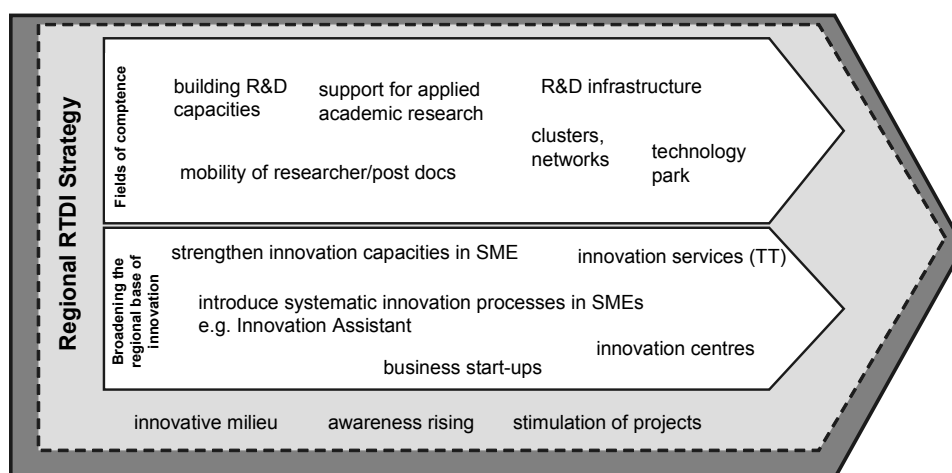 Regional RTDI Strategy
Fields of comptence
building R&D
capacities
support for applied
academic research
R&D infrastructure
clusters,
networks
technology
park
mobility of researcher/post docs
Broadening the
regional base of
innovation
strengthen innovation capacities in SME
innovation services (TT)
introduce systematic innovation processes in SMEs
e.g. Innovation Assistant
innovation centres
business start-ups
innovative milieu
awareness rising
stimulation of projects